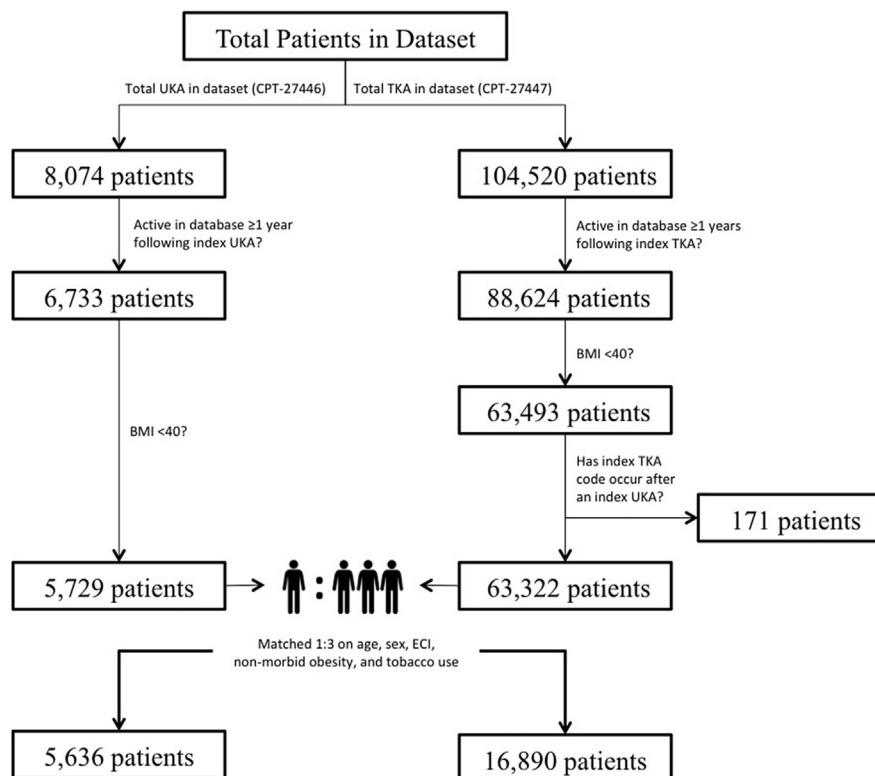 Total Patients in Dataset
Total UKA in dataset (CPT-27446)
Total TKA in dataset (CPT-27447)
8,074 patients
104,520 patients
Active in database ≥1 year
following index UKA?
Active in database ≥1 years
following index TKA?
6,733 patients
88,624 patients
BMI <40?
63,493 patients
BMI <40?
Has index TKA
code occur after
an index UKA?
171 patients
5,729 patients
:
63,322 patients
Matched 1:3 on age, sex, ECI,
non-morbid obesity, and tobacco use
5,636 patients
16,890 patients